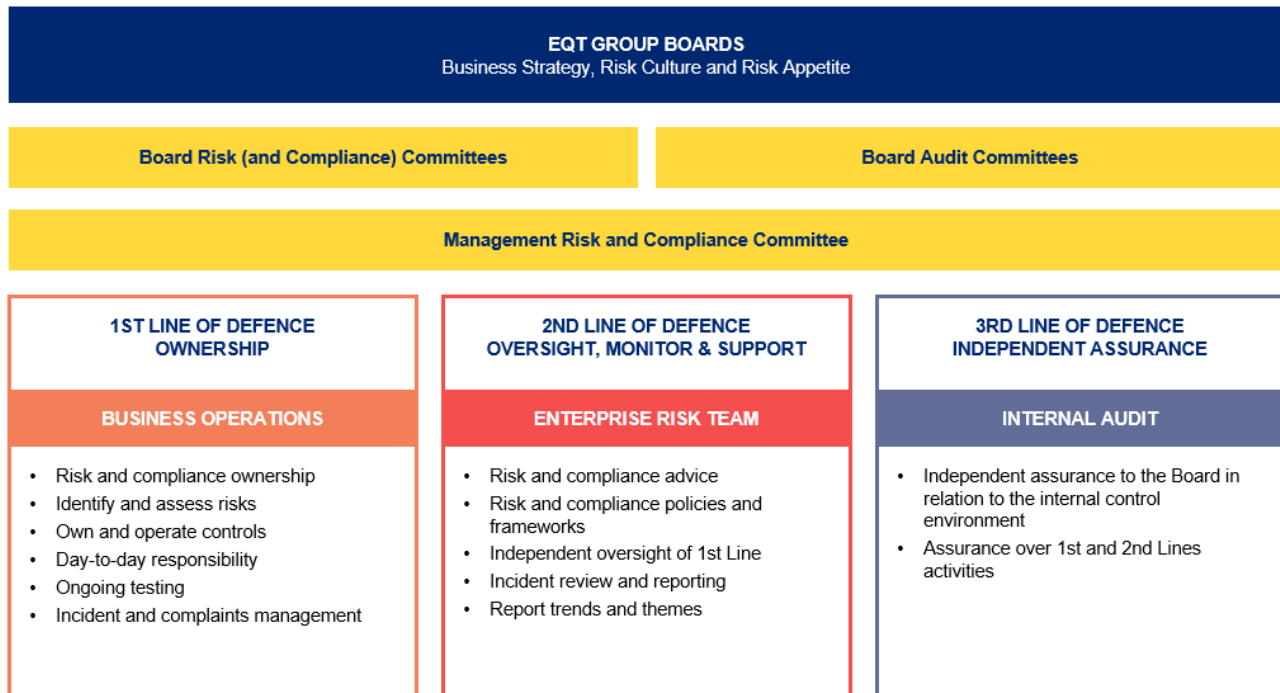 EQT GROUP BOARDS
Business Strategy, Risk Culture and Risk Appetite
Board Risk (and Compliance) Committees
Board Audit Committees
Management Risk and Compliance Committee
1ST LINE OF DEFENCE
OWNERSHIP
BUSINESS OPERATIONS
• Risk and compliance ownership
• Identify and assess risks
• Own and operate controls
• Day-to-day responsibility
• Ongoing testing
• Incident and complaints management
2ND LINE OF DEFENCE
OVERSIGHT, MONITOR & SUPPORT
ENTERPRISE RISK TEAM
• Risk and compliance advice
• Risk and compliance policies and
frameworks
• Independent oversight of 1st Line
• Incident review and reporting
• Report trends and themes
3RD LINE OF DEFENCE
INDEPENDENT ASSURANCE
INTERNAL AUDIT
• Independent assurance to the Board in
relation to the internal control
environment
• Assurance over 1st and 2nd Lines
activities